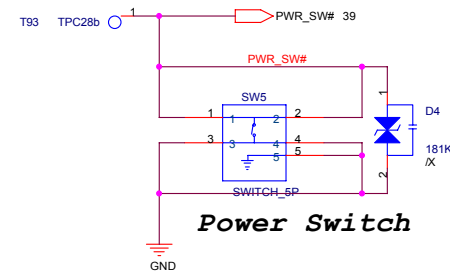 T93 TPC28b 1 PWR_SW# 39
PWR_SW#
SW5
1 1 2 2
3 3 4 4
5 5
SWITCH_5P
1
D4
181K
/X
2
Power Switch
GND